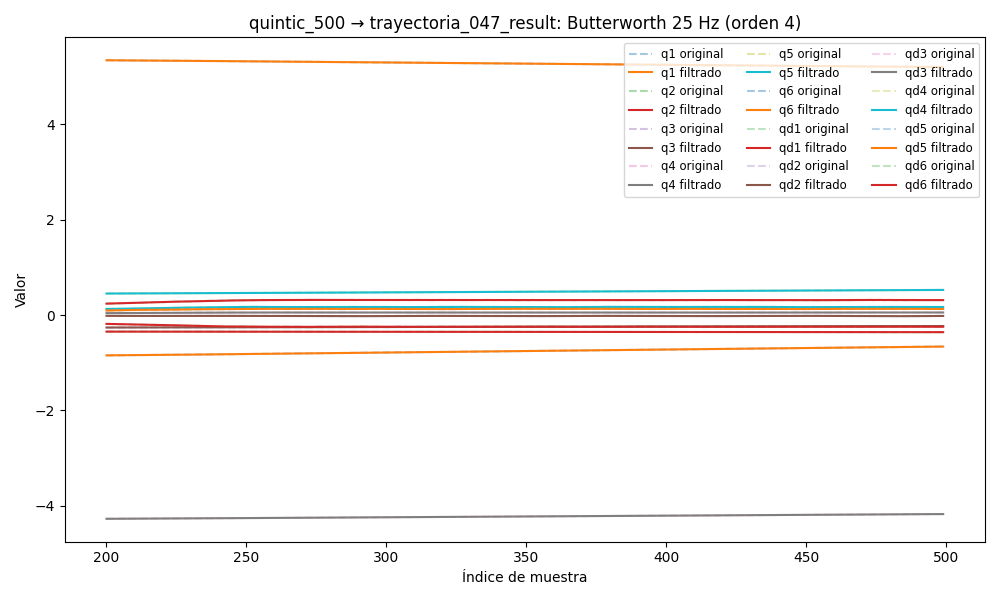 quintic_500 → trayectoria_047_result: Butterworth 25 Hz (orden 4)
q1 original
q1 filtrado
q2 original
q2 filtrado
q3 original
q3 filtrado
q4 original
q4 filtrado
q5 original
q5 filtrado
q6 original
q6 filtrado
qd1 original
qd1 filtrado
qd2 original
qd2 filtrado
qd3 original
qd3 filtrado
qd4 original
qd4 filtrado
qd5 original
qd5 filtrado
qd6 original
qd6 filtrado
Valor
4
2
0
−2
−4
200 250 300 350 400 450 500
Índice de muestra